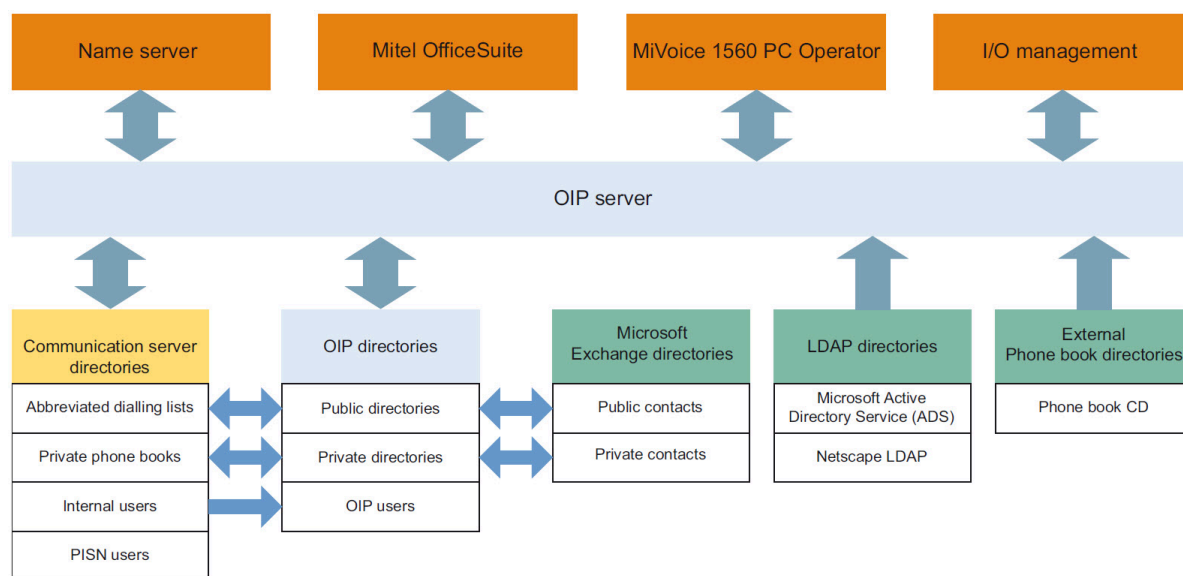 Name server
Mitel OfficeSuite
MiVoice 1560 PC Operator
I/O management
OIP server
Communication server
directories
OIP directories
Microsoft
Exchange directories
LDAP directories
External
Phone book directories
Abbreviated dialling lists
Public directories
Public contacts
Microsoft Active
Directory Service (ADS)
Phone book CD
Private phone books
Private directories
Private contacts
Netscape LDAP
Internal users
OIP users
PISN users